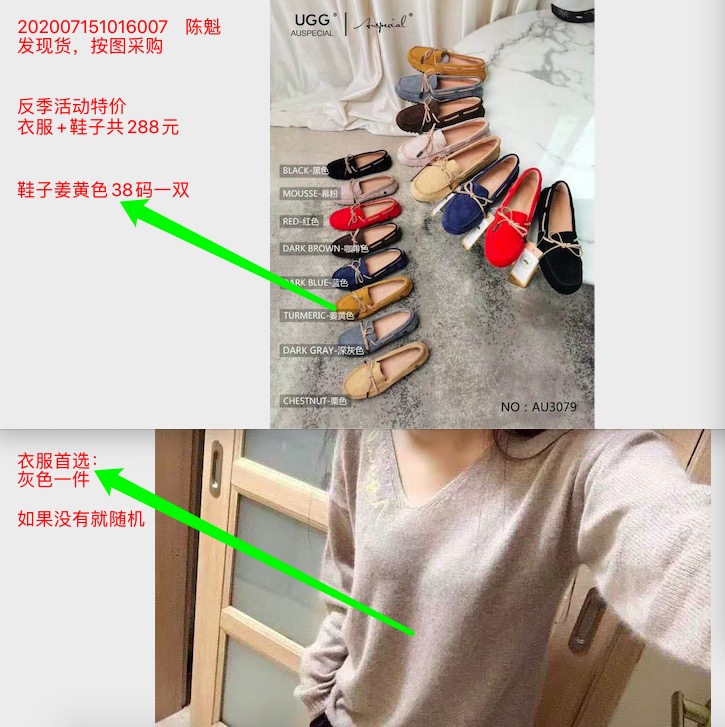 202007151016007 陈魁
发现货，按图采购
反季活动特价
衣服+鞋子共288元
鞋子姜黄色38码一双
UGG® Auspecial®
AUSPECIAL
BLACK-黑色
MOUSSE-幕粉
RED-红色
DARK BROWN-咖啡色
DARK BLUE-蓝色
TURMERIC-姜黄色
DARK GRAY-深灰色
CHESTNUT-栗色
NO：AU3079
衣服首选：
灰色一件
如果没有就随机